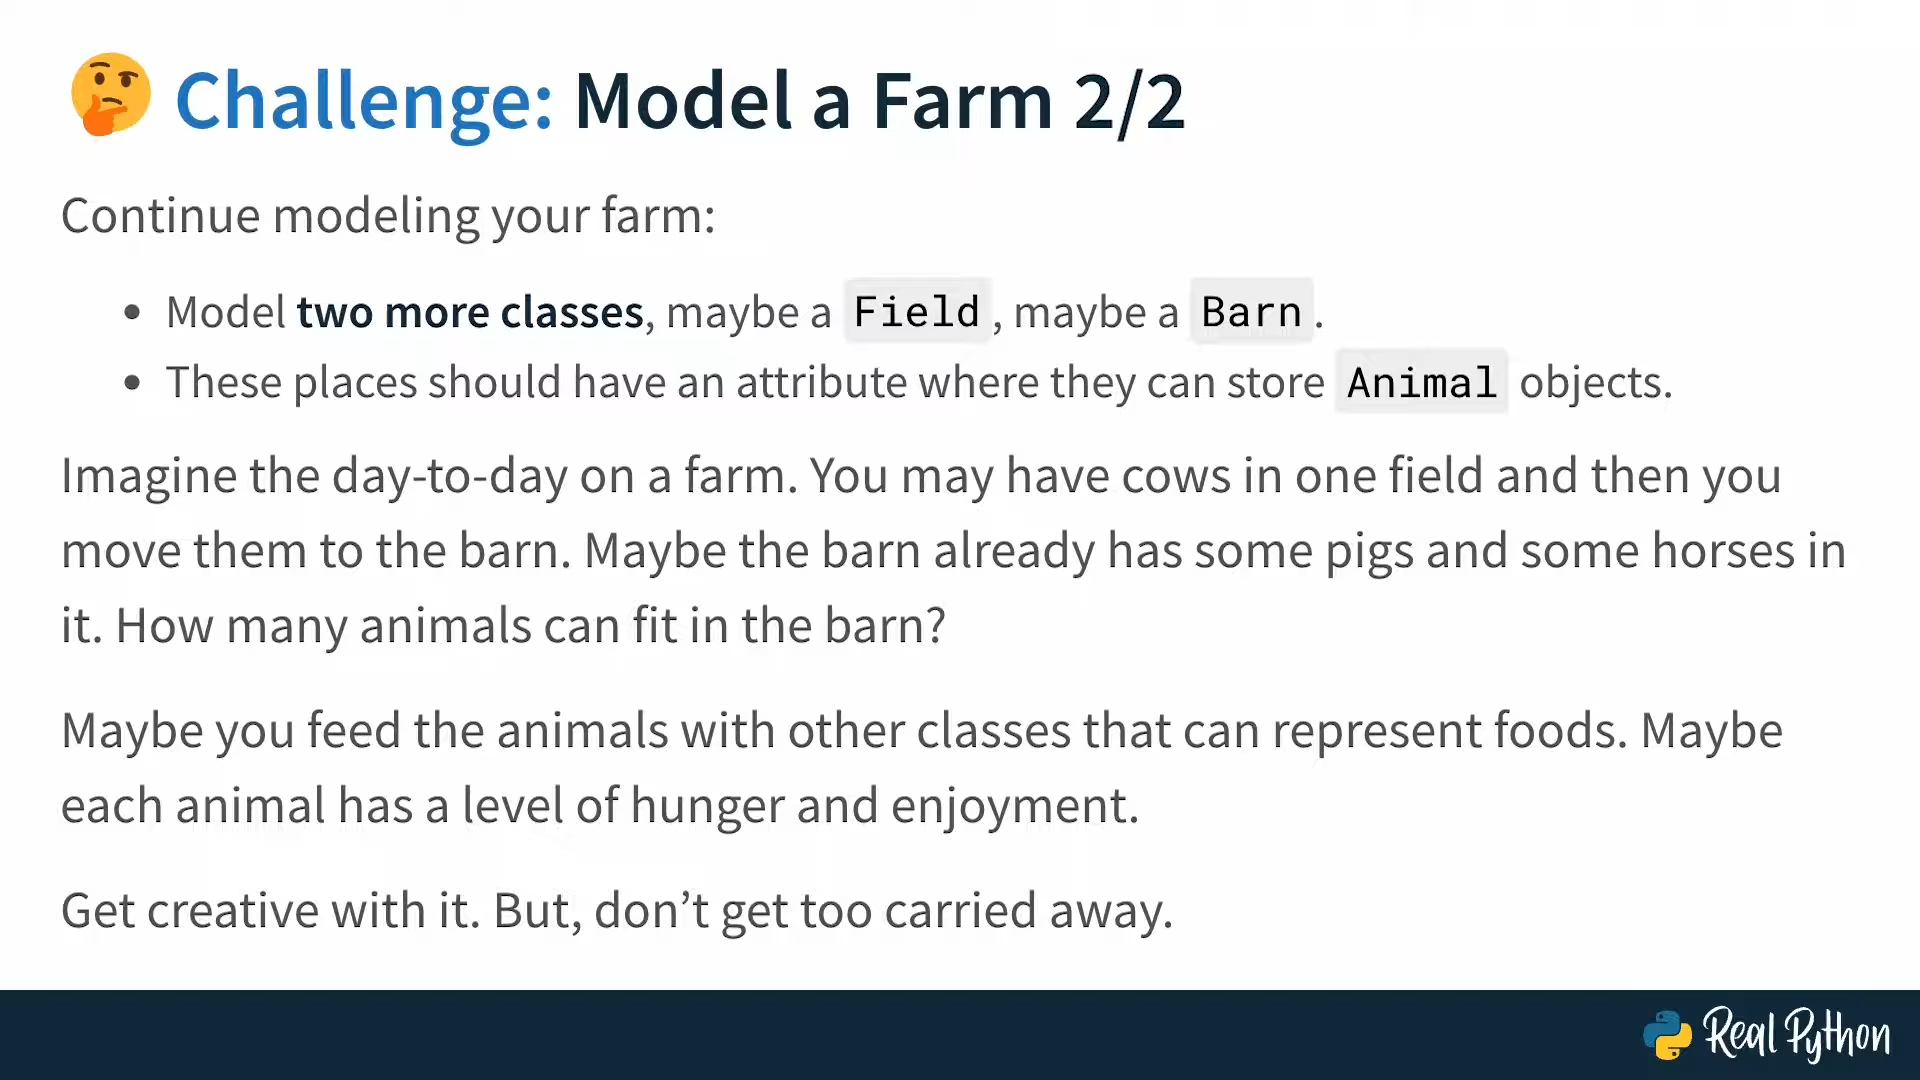 Challenge: Model a Farm 2/2
Continue modeling your farm:
• Model two more classes, maybe a Field, maybe a Barn.
• These places should have an attribute where they can store Animal objects.
Imagine the day-to-day on a farm. You may have cows in one field and then you
move them to the barn. Maybe the barn already has some pigs and some horses in
it. How many animals can fit in the barn?
Maybe you feed the animals with other classes that can represent foods. Maybe
each animal has a level of hunger and enjoyment.
Get creative with it. But, don’t get too carried away.
Real Python